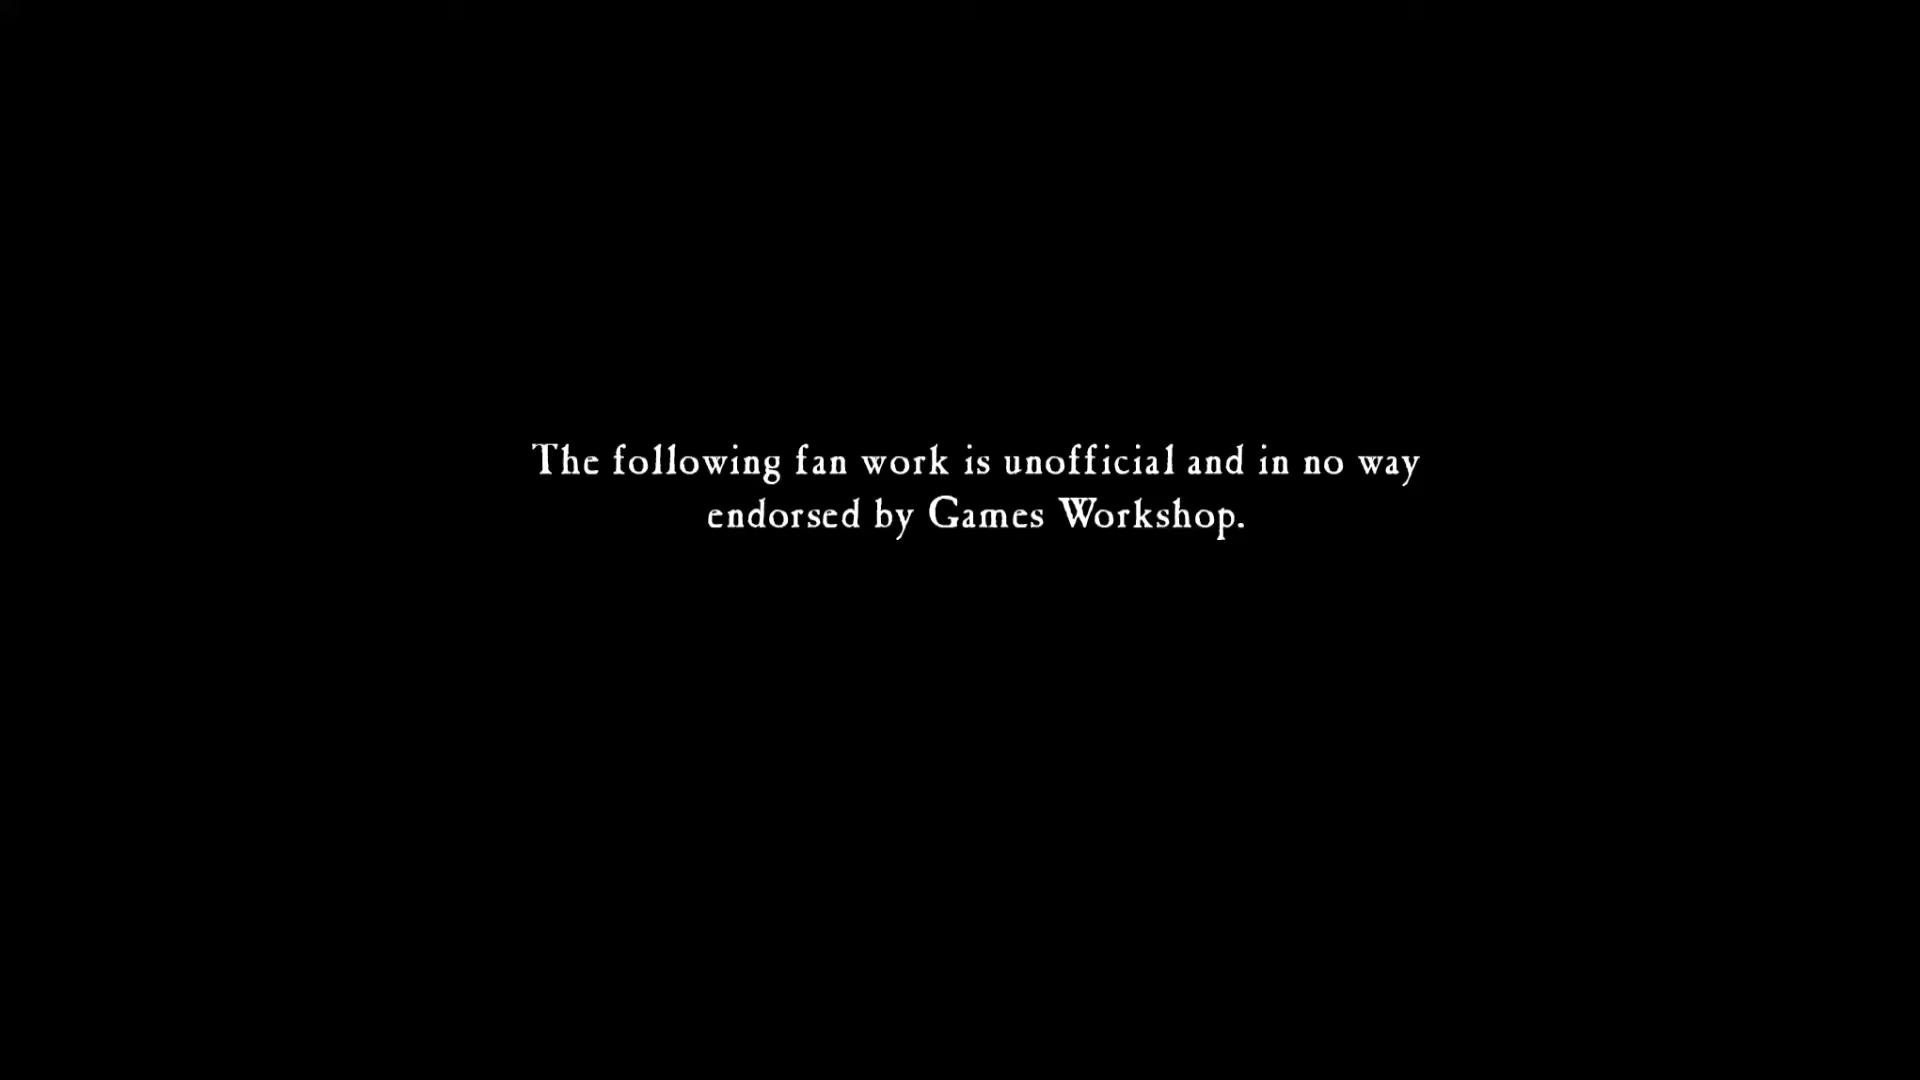 The following fan work is unofficial and in no way
endorsed by Games Workshop.